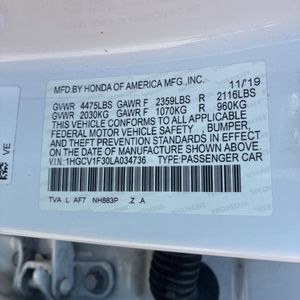 MFD.BY HONDA OF AMERICA MFG.,INC. 11/19
GVWR 4475LBS GAWR F 2359LBS R 2116LBS
GVWR 2030KG GAWR F 1070KG R 960KG
THIS VEHICLE CONFORMS TO ALL APPLICABLE
FEDERAL MOTOR VEHICLE SAFETY, BUMPER,
AND THEFT PREVENTION STANDARDS IN EFFECT
ON THE DATE OF MANUFACTURE SHOWN ABOVE.
VIN:1HGCV1F30LA034736 TYPE:PASSENGER CAR
TVA L AF7 NH883P .Z .A
VE